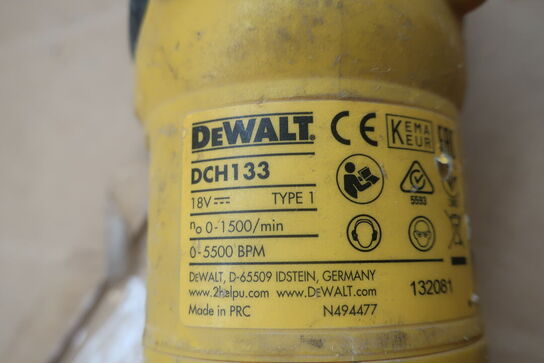 DEWALT.
CE
KEMA
KEUR
DCH133
18V TYPE 1
5593
n₀ 0-1500/min
0-5500 BPM
DEWALT, D-65509 IDSTEIN, GERMANY
www.2helpu.com www.DEWALT.com
132081
Made in PRC N494477